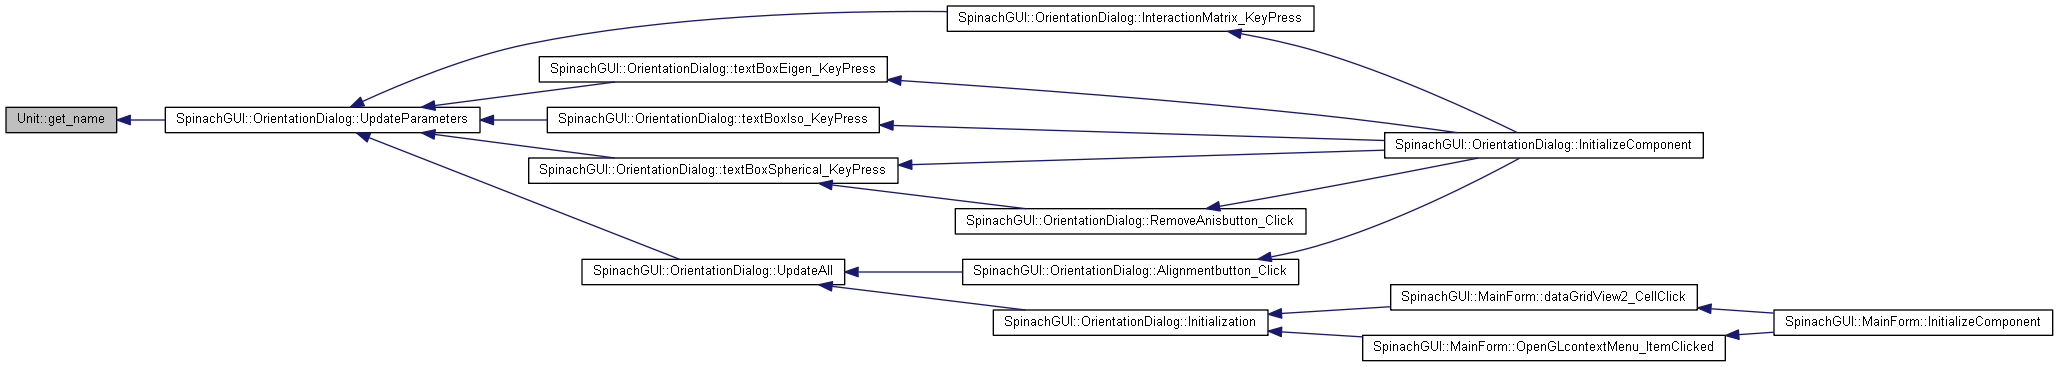 SpinachGUI::OrientationDialog::InteractionMatrix_KeyPress
SpinachGUI::OrientationDialog::textBoxEigen_KeyPress
Unit::get_name
SpinachGUI::OrientationDialog::UpdateParameters
SpinachGUI::OrientationDialog::textBoxIso_KeyPress
SpinachGUI::OrientationDialog::InitializeComponent
SpinachGUI::OrientationDialog::textBoxSpherical_KeyPress
SpinachGUI::OrientationDialog::RemoveAnisbutton_Click
SpinachGUI::OrientationDialog::UpdateAll
SpinachGUI::OrientationDialog::Alignmentbutton_Click
SpinachGUI::MainForm::dataGridView2_CellClick
SpinachGUI::OrientationDialog::Initialization
SpinachGUI::MainForm::InitializeComponent
SpinachGUI::MainForm::OpenGLcontextMenu_ItemClicked